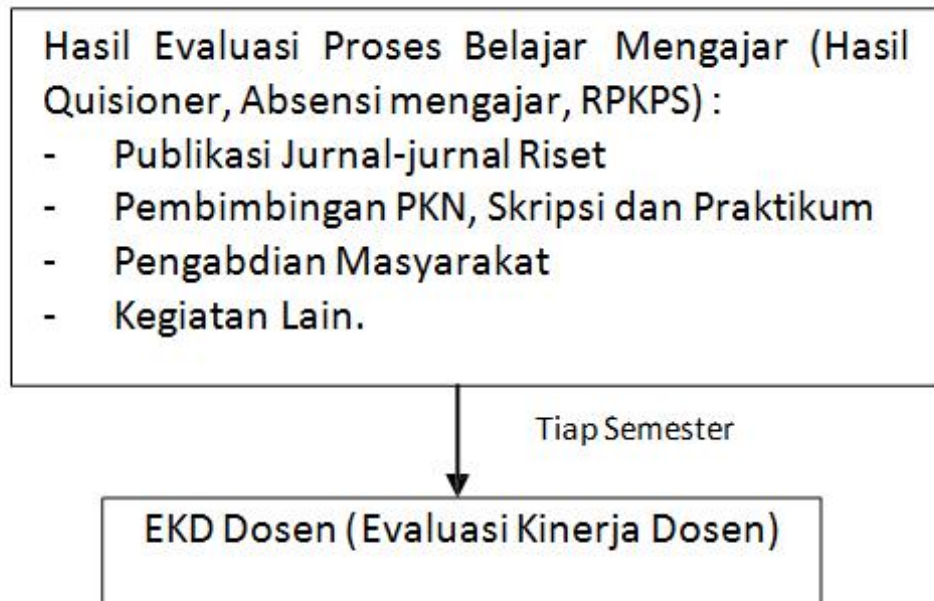 Hasil Evaluasi Proses Belajar Mengajar (Hasil
Quisioner, Absensi mengajar, RPKPS) :
- Publikasi Jurnal-jurnal Riset
- Pembimbingan PKN, Skripsi dan Praktikum
- Pengabdian Masyarakat
- Kegiatan Lain.
Tiap Semester
EKD Dosen (Evaluasi Kinerja Dosen)